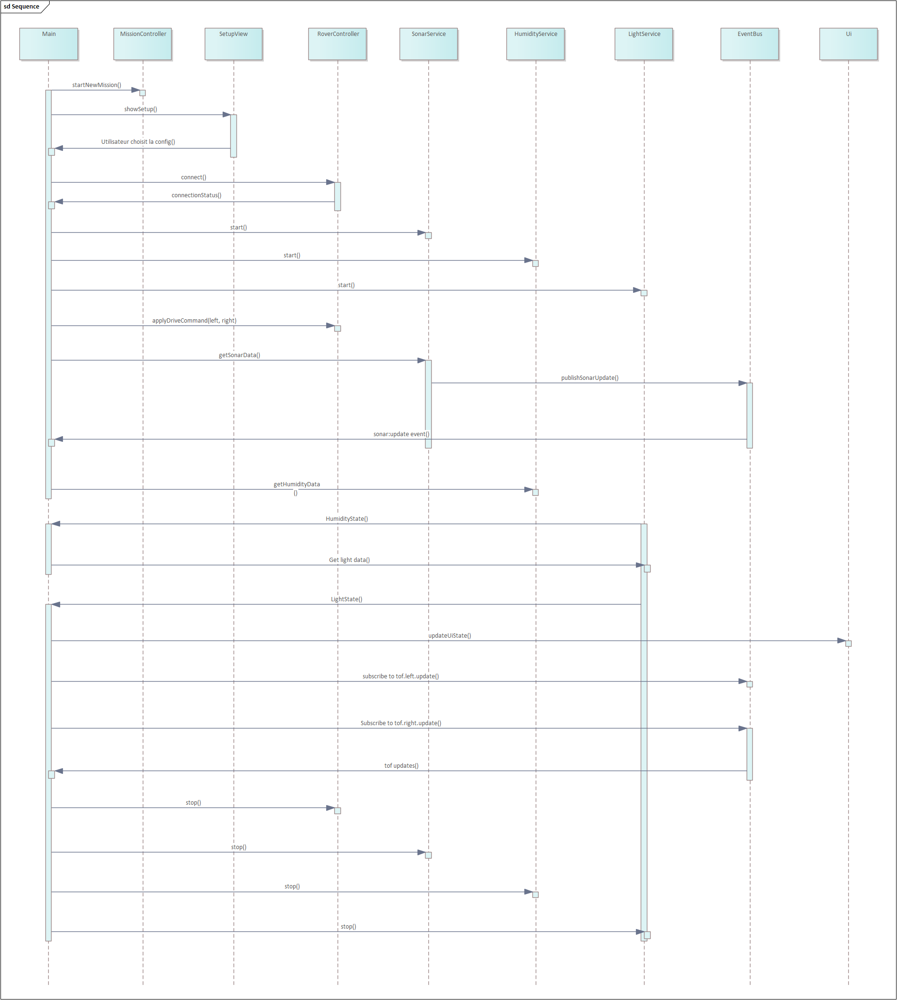 sd Sequence
Main
MissionController
SetupView
RoverController
SonarService
HumidityService
LightService
EventBus
Ui
startNewMission()
showSetup()
Utilisateur choisit la config()
connect()
connectionStatus()
start()
start()
start()
applyDriveCommand(left, right)
getSonarData()
publishSonarUpdate()
sonar:update event()
getHumidityData
()
HumidityState()
Get light data()
LightState()
updateUiState()
subscribe to tof.left.update()
Subscribe to tof.right.update()
tof updates()
stop()
stop()
stop()
stop()